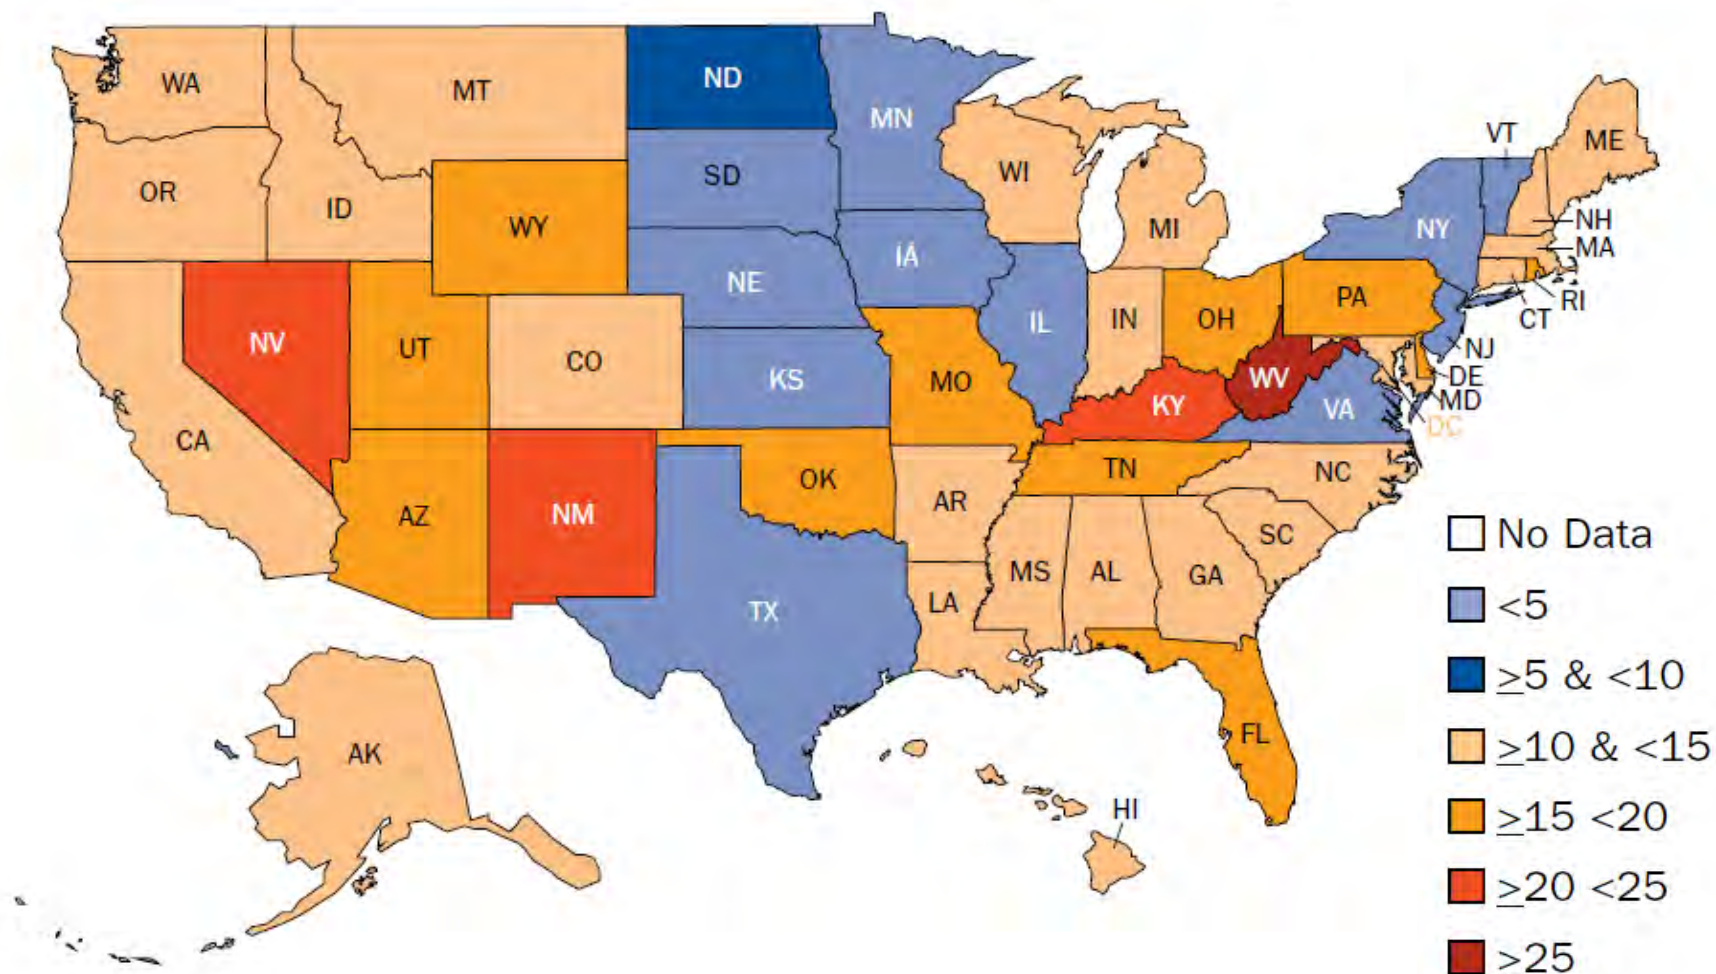 WA
MT
ND
MN
VT
ME
OR
ID
WY
SD
WI
MI
NY
NH
MA
NE
IA
PA
RI
NV
UT
CO
KS
MO
IL
IN
OH
CT
NJ
DE
MD
DC
CA
KY
WV
VA
AZ
NM
OK
AR
TN
NC
SC
TX
LA
MS
AL
GA
FL
AK
HI
No Data
<5
≥5 & <10
≥10 & <15
≥15 <20
≥20 <25
>25